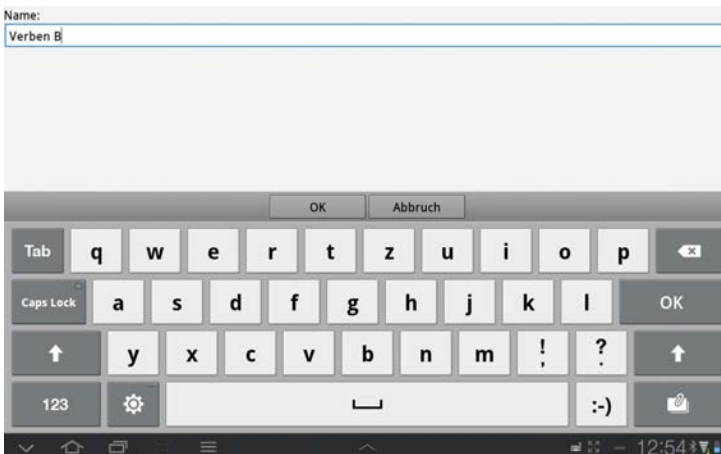 Name:
Verben B
OK Abbruch
Tab q w e r t z u i o p
Caps Lock a s d f g h j k l OK
y x c v b n m ! , ? .
123 :-)
12:54